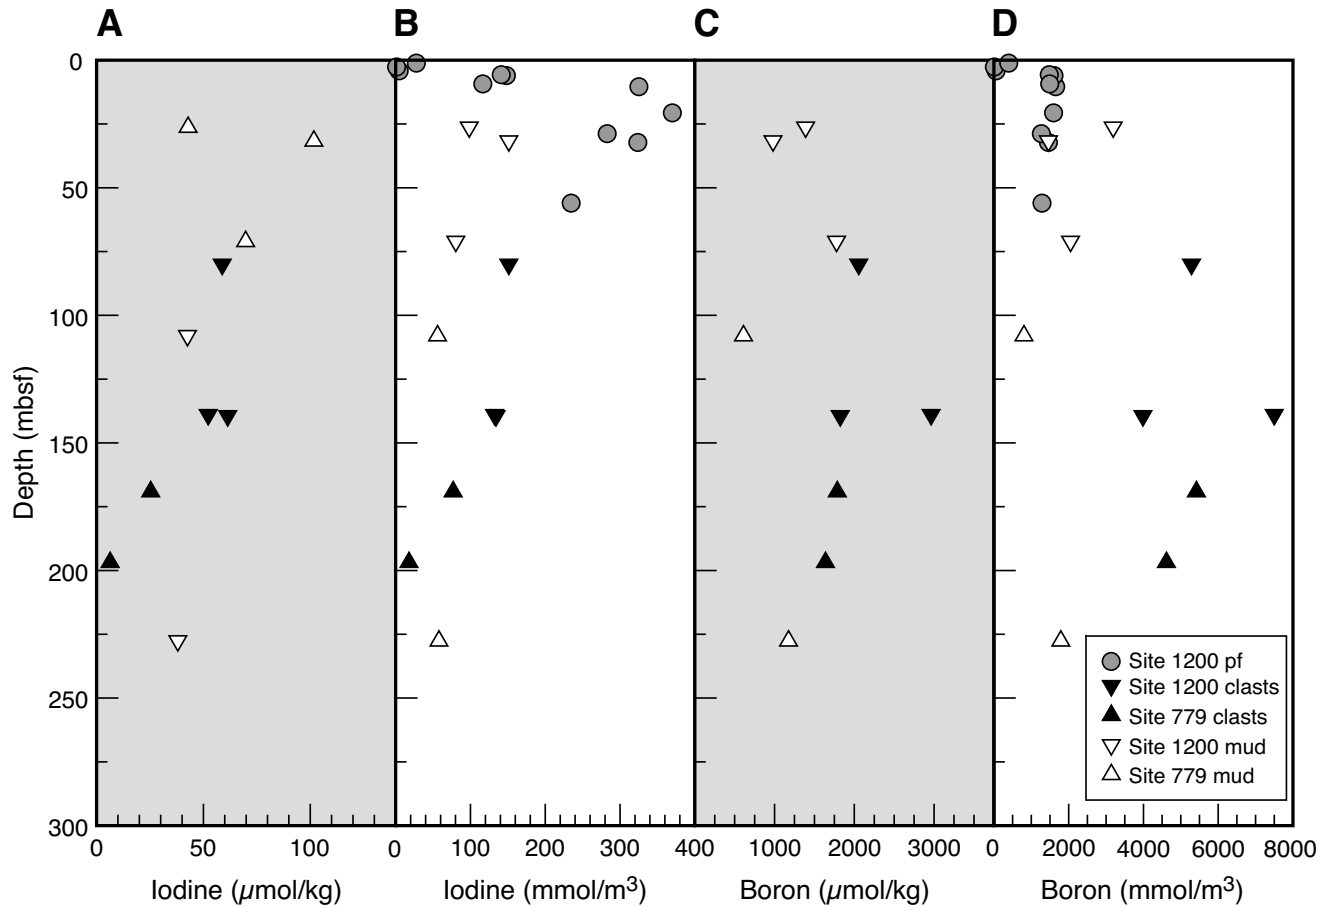 A B C D
0
50
100
150
200
250
300
Depth (mbsf)
0 50 100 0 100 200 300 400 1000 2000 3000 0 2000 4000 6000 8000
Iodine (µmol/kg) Iodine (mmol/m³) Boron (µmol/kg) Boron (mmol/m³)
Site 1200 pf
Site 1200 clasts
Site 779 clasts
Site 1200 mud
Site 779 mud